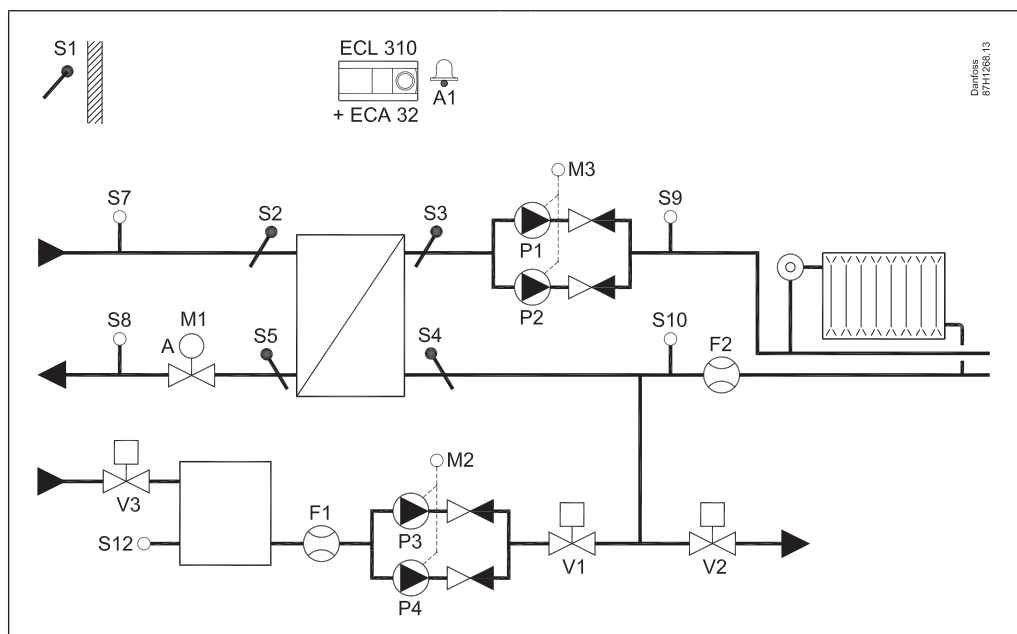 S1
ECL 310
A1
+ ECA 32
Danfoss
87H1268.13
M3
S7
S2
S3
S9
P1
P2
S8
M1
A
S5
S4
S10
F2
M2
V3
F1
P3
S12
V1
V2
P4